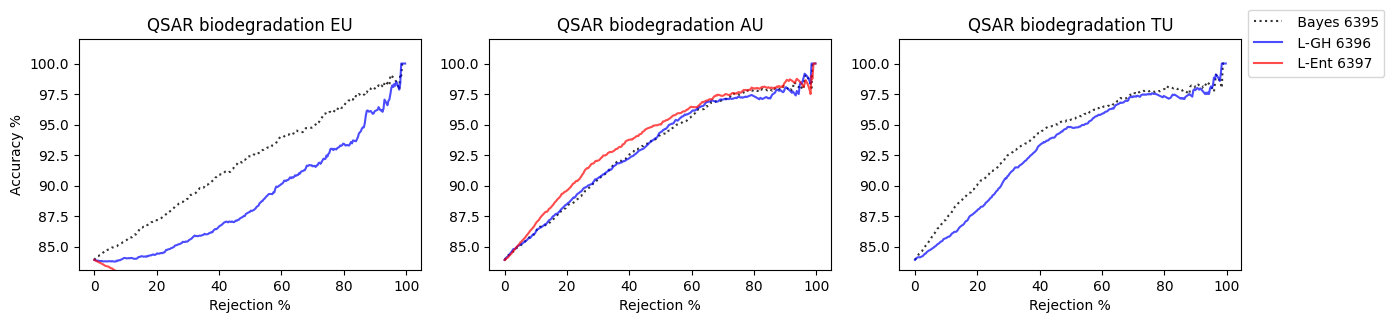 QSAR biodegradation EU
QSAR biodegradation AU
QSAR biodegradation TU
Bayes 6395
L-GH 6396
L-Ent 6397
Accuracy %
100.0
97.5
95.0
92.5
90.0
87.5
85.0
0 20 40 60 80 100
Rejection %
100.0
97.5
95.0
92.5
90.0
87.5
85.0
0 20 40 60 80 100
Rejection %
100.0
97.5
95.0
92.5
90.0
87.5
85.0
0 20 40 60 80 100
Rejection %